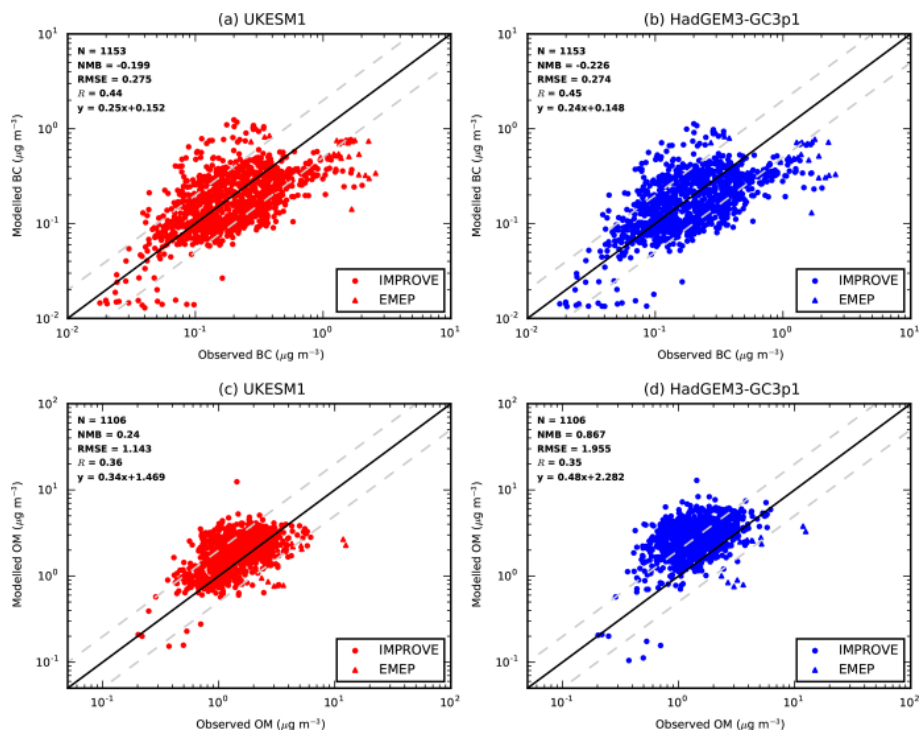 (a) UKESM1
N = 1153
NMB = -0.199
RMSE = 0.275
R = 0.44
y = 0.25x+0.152
Modelled BC (μg m⁻³)
10¹
10⁰
10⁻¹
10⁻²
10⁻² 10⁻¹ 10⁰ 10¹
Observed BC (μg m⁻³)
IMPROVE
EMEP
(b) HadGEM3-GC3p1
N = 1153
NMB = -0.226
RMSE = 0.274
R = 0.45
y = 0.24x+0.148
Modelled BC (μg m⁻³)
10¹
10⁰
10⁻¹
10⁻²
10⁻² 10⁻¹ 10⁰ 10¹
Observed BC (μg m⁻³)
IMPROVE
EMEP
(c) UKESM1
N = 1106
NMB = 0.24
RMSE = 1.143
R = 0.36
y = 0.34x+1.469
Modelled OM (μg m⁻³)
10²
10¹
10⁰
10⁻¹
10⁻¹ 10⁰ 10¹ 10²
Observed OM (μg m⁻³)
IMPROVE
EMEP
(d) HadGEM3-GC3p1
N = 1106
NMB = 0.867
RMSE = 1.955
R = 0.35
y = 0.48x+2.282
Modelled OM (μg m⁻³)
10²
10¹
10⁰
10⁻¹
10⁻¹ 10⁰ 10¹ 10²
Observed OM (μg m⁻³)
IMPROVE
EMEP